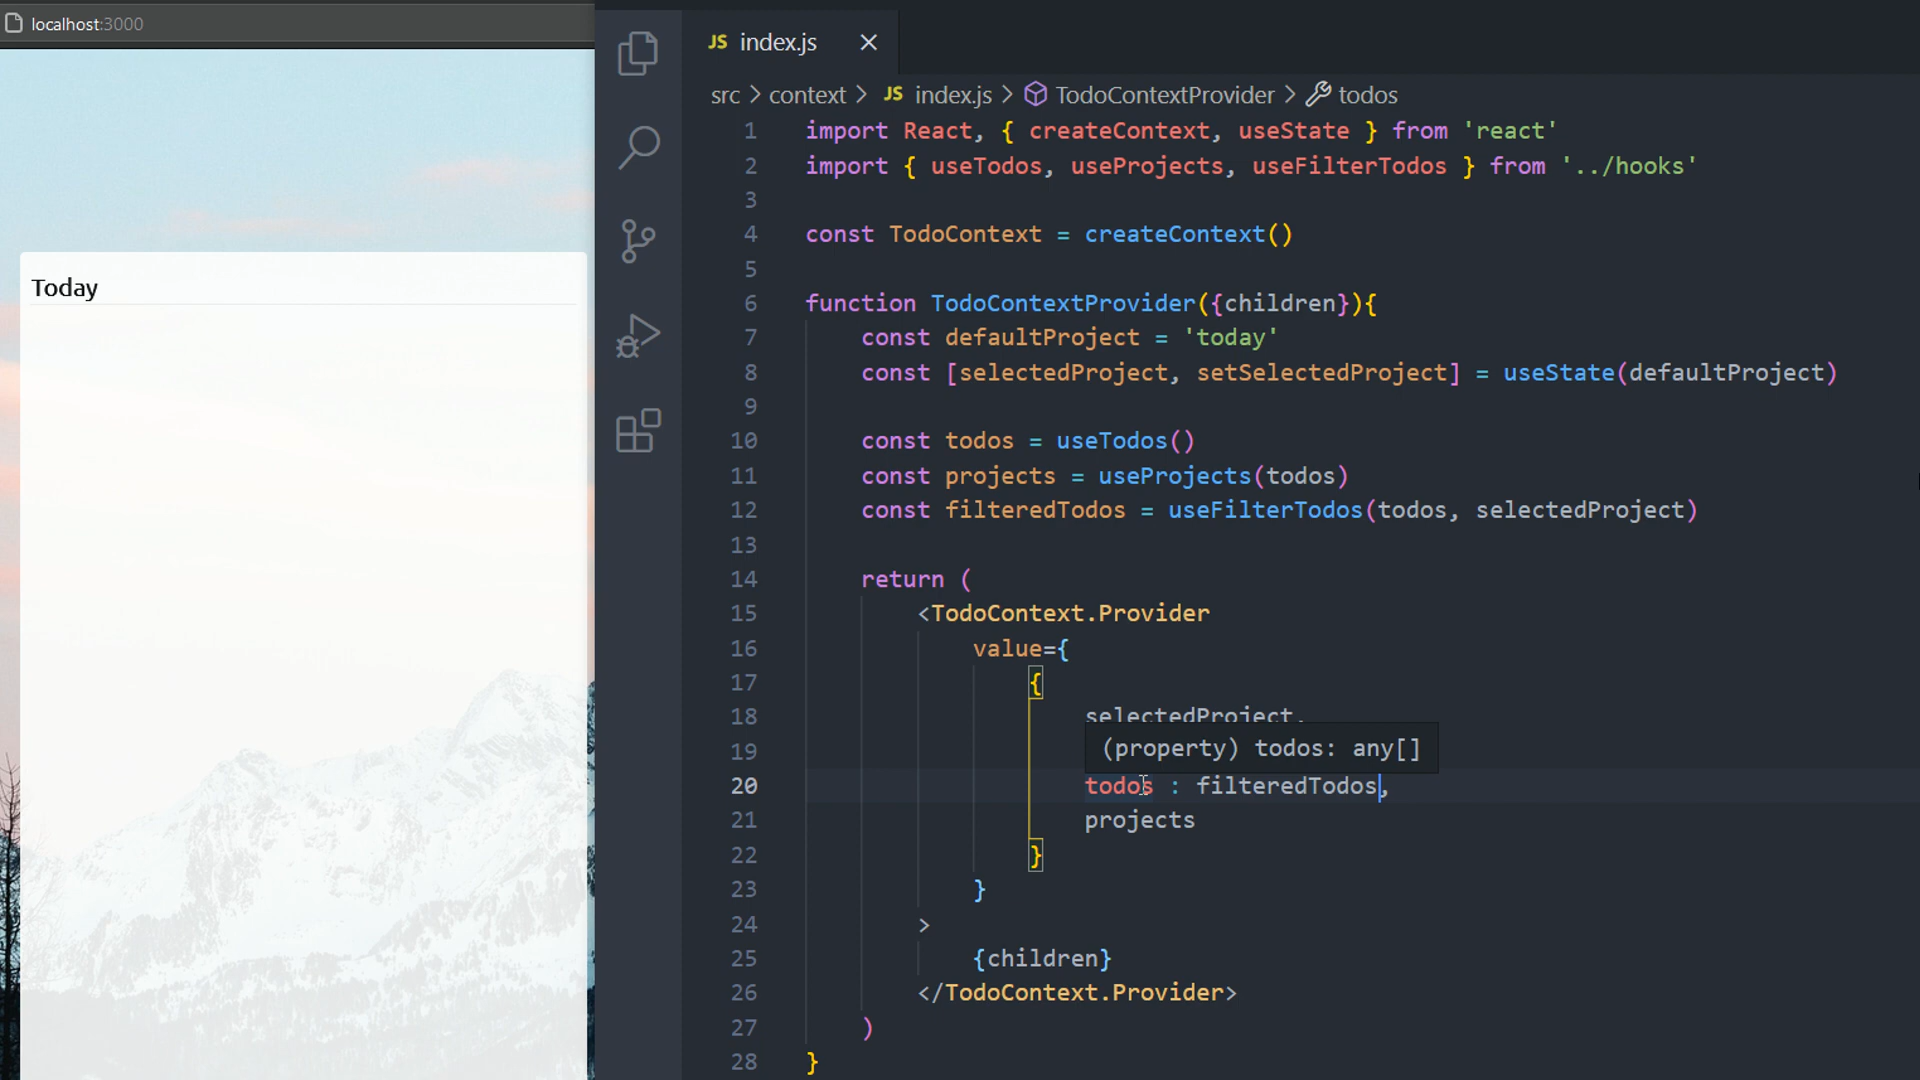 localhost:3000
Today
JS index.js
src > context > JS index.js > TodoContextProvider > todos
1 import React, { createContext, useState } from 'react'
2 import { useTodos, useProjects, useFilterTodos } from '../hooks'
3
4 const TodoContext = createContext()
5
6 function TodoContextProvider({children}){
7 const defaultProject = 'today'
8 const [selectedProject, setSelectedProject] = useState(defaultProject)
9
10 const todos = useTodos()
11 const projects = useProjects(todos)
12 const filteredTodos = useFilterTodos(todos, selectedProject)
13
14 return (
15 <TodoContext.Provider
16 value={
17 {
18 selectedProject,
(property) todos: any[]
19
20 todos : filteredTodos,
21 projects
22 }
23 }
24 >
25 {children}
26 </TodoContext.Provider>
27 )
28 }